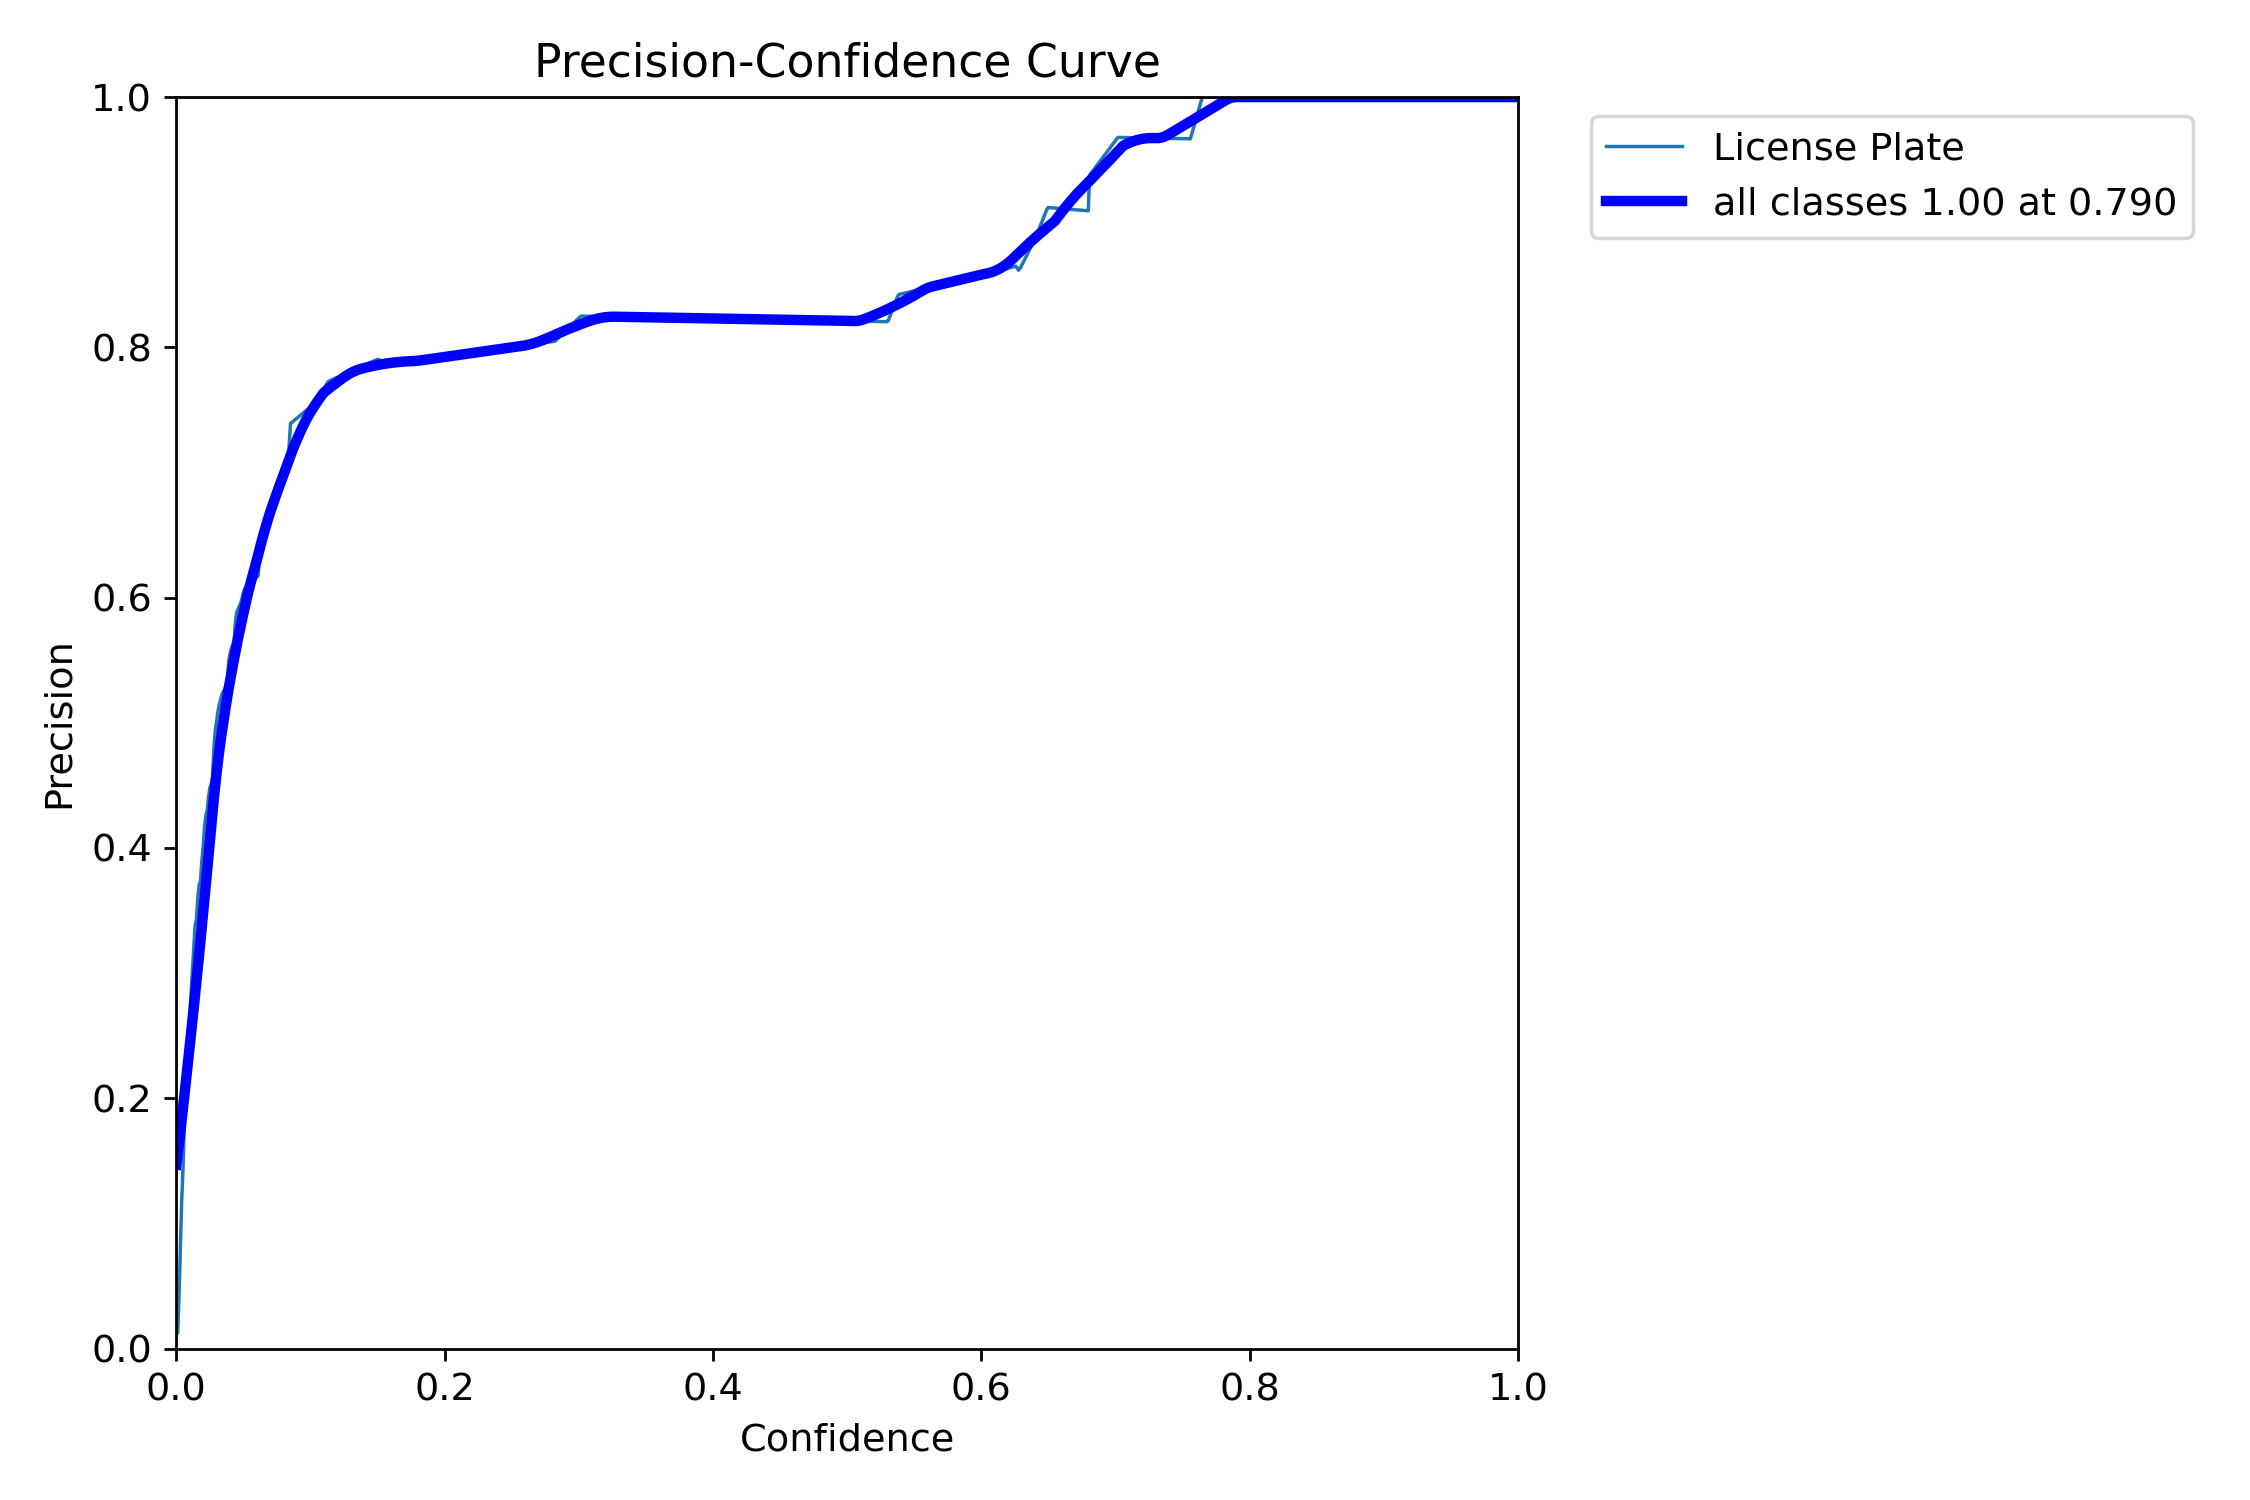 Precision-Confidence Curve
License Plate
all classes 1.00 at 0.790
Precision
1.0
0.8
0.6
0.4
0.2
0.0
0.0 0.2 0.4 0.6 0.8 1.0
Confidence